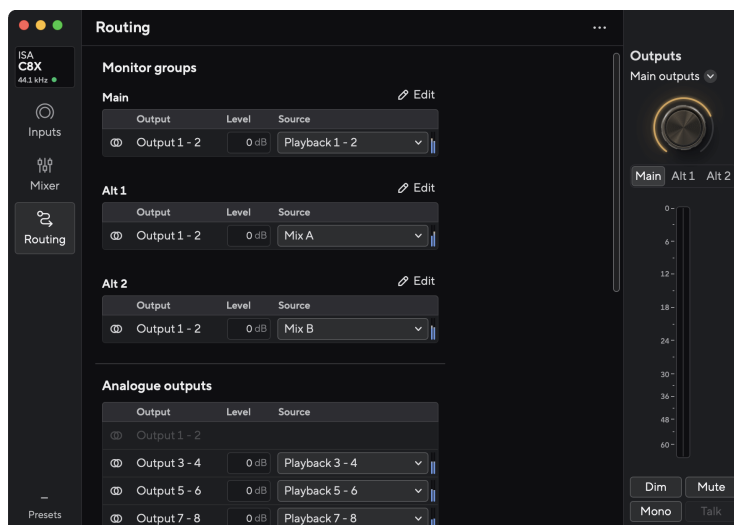 Routing
...
ISA
C8X
44.1 kHz
Inputs
Mixer
Routing
Presets
Monitor groups
Main
Edit
Output Level Source
Output 1 - 2 0 dB Playback 1 - 2
Alt 1
Edit
Output Level Source
Output 1 - 2 0 dB Mix A
Alt 2
Edit
Output Level Source
Output 1 - 2 0 dB Mix B
Analogue outputs
Output Level Source
Output 1 - 2
Output 3 - 4 0 dB Playback 3 - 4
Output 5 - 6 0 dB Playback 5 - 6
Output 7 - 8 0 dB Playback 7 - 8
Outputs
Main outputs
Main Alt 1 Alt 2
0
6
12
18
24
30
36
48
60
Dim Mute
Mono Talk